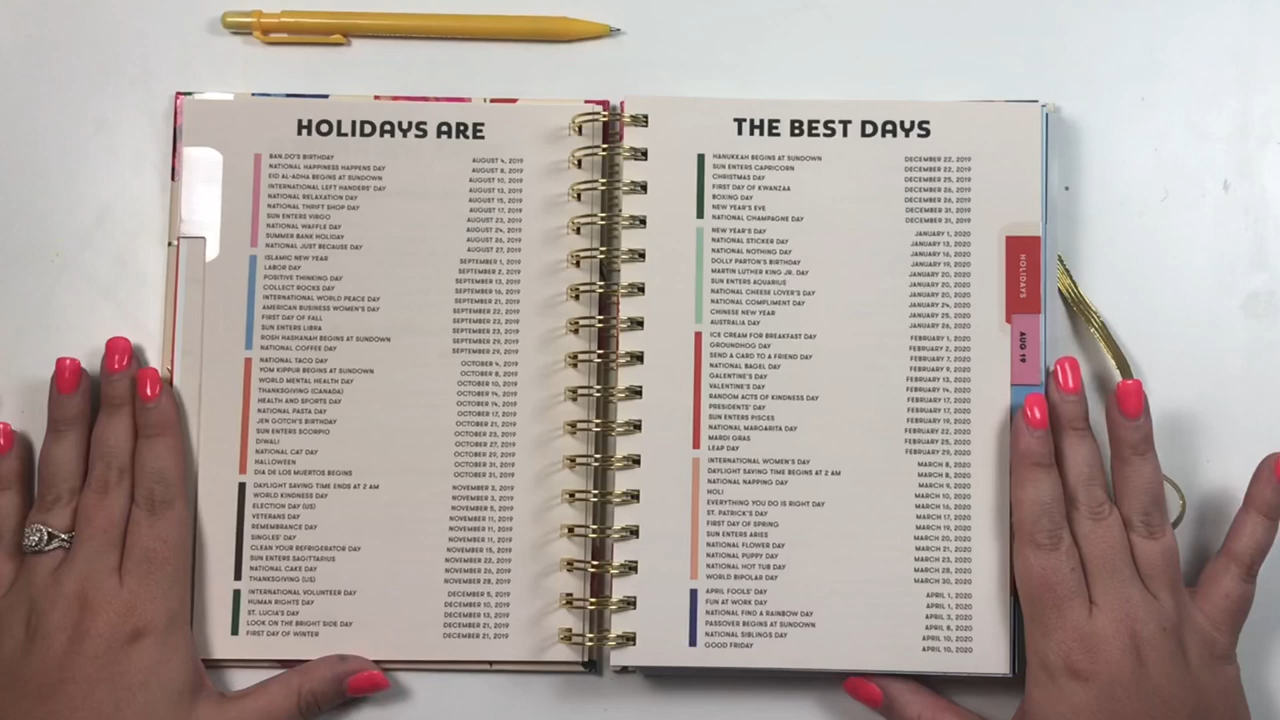 HOLIDAYS ARE
BAN.DO'S BIRTHDAY AUGUST 4, 2019
NATIONAL HAPPINESS HAPPENS DAY AUGUST 8, 2019
EID AL-ADHA BEGINS AT SUNDOWN AUGUST 10, 2019
INTERNATIONAL LEFT HANDERS' DAY AUGUST 13, 2019
NATIONAL RELAXATION DAY AUGUST 15, 2019
NATIONAL THRIFT SHOP DAY AUGUST 17, 2019
SUN ENTERS VIRGO AUGUST 23, 2019
NATIONAL WAFFLE DAY AUGUST 24, 2019
SUMMER BANK HOLIDAY AUGUST 26, 2019
NATIONAL JUST BECAUSE DAY AUGUST 27, 2019
ISLAMIC NEW YEAR SEPTEMBER 1, 2019
LABOR DAY SEPTEMBER 2, 2019
POSITIVE THINKING DAY SEPTEMBER 13, 2019
COLLECT ROCKS DAY SEPTEMBER 16, 2019
INTERNATIONAL WORLD PEACE DAY SEPTEMBER 21, 2019
AMERICAN BUSINESS WOMEN'S DAY SEPTEMBER 22, 2019
FIRST DAY OF FALL SEPTEMBER 23, 2019
SUN ENTERS LIBRA SEPTEMBER 23, 2019
ROSH HASHANAH BEGINS AT SUNDOWN SEPTEMBER 29, 2019
NATIONAL COFFEE DAY SEPTEMBER 29, 2019
NATIONAL TACO DAY OCTOBER 4, 2019
YOM KIPPUR BEGINS AT SUNDOWN OCTOBER 8, 2019
WORLD MENTAL HEALTH DAY OCTOBER 10, 2019
THANKSGIVING (CANADA) OCTOBER 14, 2019
HEALTH AND SPORTS DAY OCTOBER 14, 2019
NATIONAL PASTA DAY OCTOBER 17, 2019
JEN GOTCH'S BIRTHDAY OCTOBER 21, 2019
SUN ENTERS SCORPIO OCTOBER 23, 2019
DIWALI OCTOBER 27, 2019
NATIONAL CAT DAY OCTOBER 29, 2019
HALLOWEEN OCTOBER 31, 2019
DIA DE LOS MUERTOS BEGINS OCTOBER 31, 2019
DAYLIGHT SAVING TIME ENDS AT 2 AM NOVEMBER 3, 2019
WORLD KINDNESS DAY NOVEMBER 3, 2019
ELECTION DAY (US) NOVEMBER 5, 2019
VETERANS DAY NOVEMBER 11, 2019
REMEMBRANCE DAY NOVEMBER 11, 2019
SINGLES' DAY NOVEMBER 11, 2019
CLEAN YOUR REFRIGERATOR DAY NOVEMBER 15, 2019
SUN ENTERS SAGITTARIUS NOVEMBER 22, 2019
NATIONAL CAKE DAY NOVEMBER 26, 2019
THANKSGIVING (US) NOVEMBER 28, 2019
INTERNATIONAL VOLUNTEER DAY DECEMBER 5, 2019
HUMAN RIGHTS DAY DECEMBER 10, 2019
ST. LUCIA'S DAY DECEMBER 13, 2019
LOOK ON THE BRIGHT SIDE DAY DECEMBER 21, 2019
FIRST DAY OF WINTER DECEMBER 21, 2019
THE BEST DAYS
HANUKKAH BEGINS AT SUNDOWN DECEMBER 22, 2019
SUN ENTERS CAPRICORN DECEMBER 22, 2019
CHRISTMAS DAY DECEMBER 25, 2019
FIRST DAY OF KWANZAA DECEMBER 26, 2019
BOXING DAY DECEMBER 26, 2019
NEW YEAR'S EVE DECEMBER 31, 2019
NATIONAL CHAMPAGNE DAY DECEMBER 31, 2019
NEW YEAR'S DAY JANUARY 1, 2020
NATIONAL STICKER DAY JANUARY 13, 2020
NATIONAL NOTHING DAY JANUARY 16, 2020
DOLLY PARTON'S BIRTHDAY JANUARY 19, 2020
MARTIN LUTHER KING JR. DAY JANUARY 20, 2020
SUN ENTERS AQUARIUS JANUARY 20, 2020
NATIONAL CHEESE LOVER'S DAY JANUARY 20, 2020
NATIONAL COMPLIMENT DAY JANUARY 24, 2020
CHINESE NEW YEAR JANUARY 25, 2020
AUSTRALIA DAY JANUARY 26, 2020
ICE CREAM FOR BREAKFAST DAY FEBRUARY 1, 2020
GROUNDHOG DAY FEBRUARY 2, 2020
SEND A CARD TO A FRIEND DAY FEBRUARY 7, 2020
NATIONAL BAGEL DAY FEBRUARY 9, 2020
GALENTINE'S DAY FEBRUARY 13, 2020
VALENTINE'S DAY FEBRUARY 14, 2020
RANDOM ACTS OF KINDNESS DAY FEBRUARY 17, 2020
PRESIDENTS' DAY FEBRUARY 17, 2020
SUN ENTERS PISCES FEBRUARY 19, 2020
NATIONAL MARGARITA DAY FEBRUARY 22, 2020
MARDI GRAS FEBRUARY 25, 2020
LEAP DAY FEBRUARY 29, 2020
INTERNATIONAL WOMEN'S DAY MARCH 8, 2020
DAYLIGHT SAVING TIME BEGINS AT 2 AM MARCH 8, 2020
NATIONAL NAPPING DAY MARCH 9, 2020
HOLI MARCH 10, 2020
EVERYTHING YOU DO IS RIGHT DAY MARCH 16, 2020
ST. PATRICK'S DAY MARCH 17, 2020
FIRST DAY OF SPRING MARCH 19, 2020
SUN ENTERS ARIES MARCH 20, 2020
NATIONAL FLOWER DAY MARCH 21, 2020
NATIONAL PUPPY DAY MARCH 23, 2020
NATIONAL HOT TUB DAY MARCH 28, 2020
WORLD BIPOLAR DAY MARCH 30, 2020
APRIL FOOLS' DAY APRIL 1, 2020
FUN AT WORK DAY APRIL 1, 2020
NATIONAL FIND A RAINBOW DAY APRIL 3, 2020
PASSOVER BEGINS AT SUNDOWN APRIL 8, 2020
NATIONAL SIBLINGS DAY APRIL 10, 2020
GOOD FRIDAY APRIL 10, 2020
HOLIDAYS
AUG 19